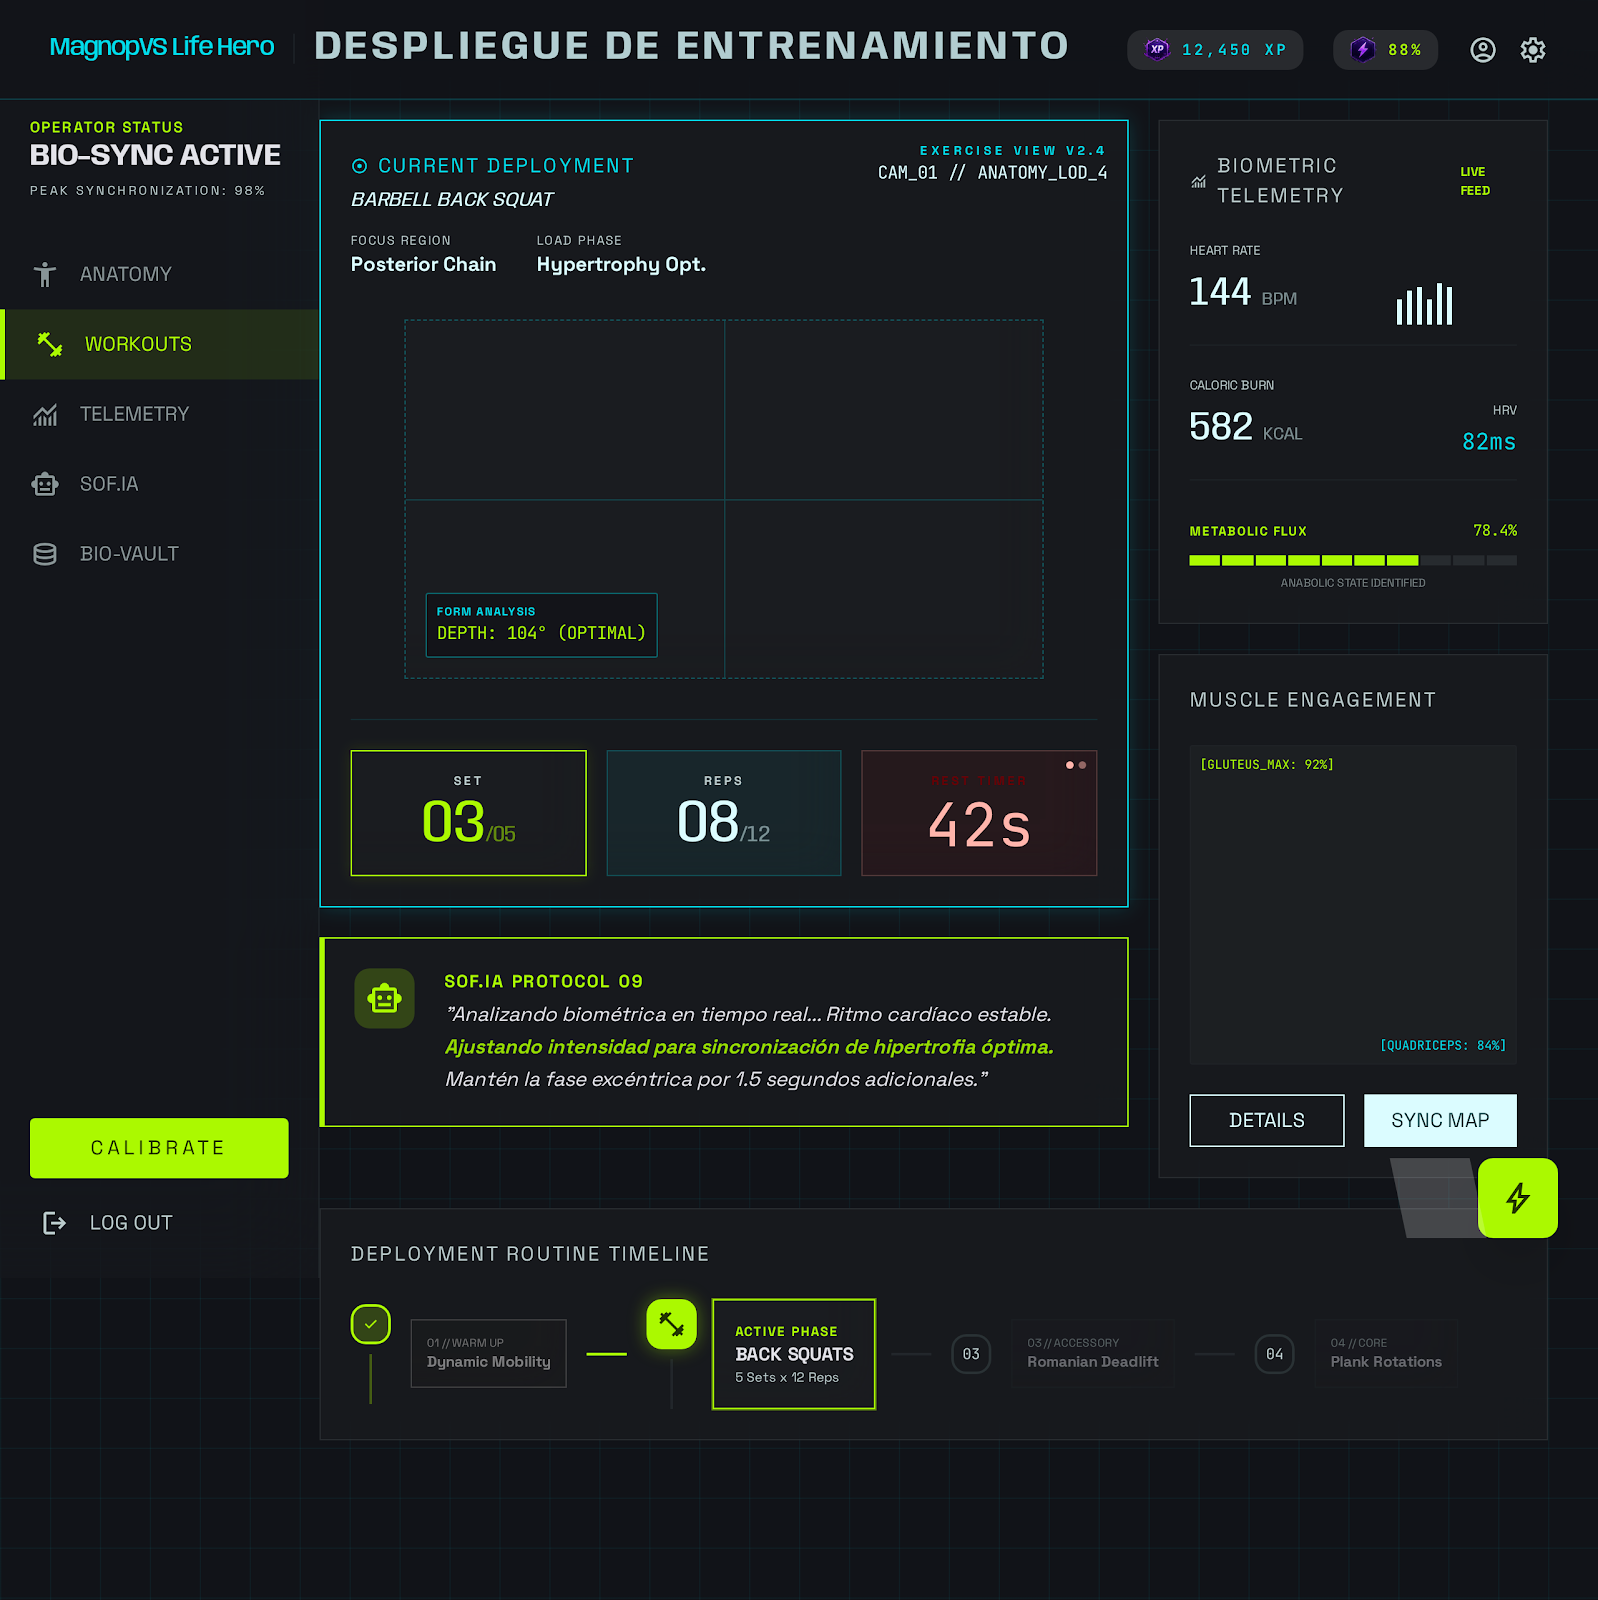 MagnopVS Life Hero
DESPLIEGUE DE ENTRENAMIENTO
XP
12,450 XP
88%
OPERATOR STATUS
BIO-SYNC ACTIVE
PEAK SYNCHRONIZATION: 98%
ANATOMY
WORKOUTS
TELEMETRY
SOF.IA
BIO-VAULT
CALIBRATE
LOG OUT
CURRENT DEPLOYMENT
BARBELL BACK SQUAT
EXERCISE VIEW V2.4
CAM_01 // ANATOMY_LOD_4
FOCUS REGION
Posterior Chain
LOAD PHASE
Hypertrophy Opt.
FORM ANALYSIS
DEPTH: 104° (OPTIMAL)
SET
03/05
REPS
08/12
REST TIMER
42s
SOF.IA PROTOCOL 09
"Analizando biométrica en tiempo real... Ritmo cardíaco estable.
Ajustando intensidad para sincronización de hipertrofia óptima.
Mantén la fase excéntrica por 1.5 segundos adicionales."
BIOMETRIC
TELEMETRY
LIVE
FEED
HEART RATE
144 BPM
CALORIC BURN
582 KCAL
HRV
82ms
METABOLIC FLUX
78.4%
ANABOLIC STATE IDENTIFIED
MUSCLE ENGAGEMENT
[GLUTEUS_MAX: 92%]
[QUADRICEPS: 84%]
DETAILS
SYNC MAP
DEPLOYMENT ROUTINE TIMELINE
01 // WARM UP
Dynamic Mobility
ACTIVE PHASE
BACK SQUATS
5 Sets x 12 Reps
03
03 // ACCESSORY
Romanian Deadlift
04
04 // CORE
Plank Rotations